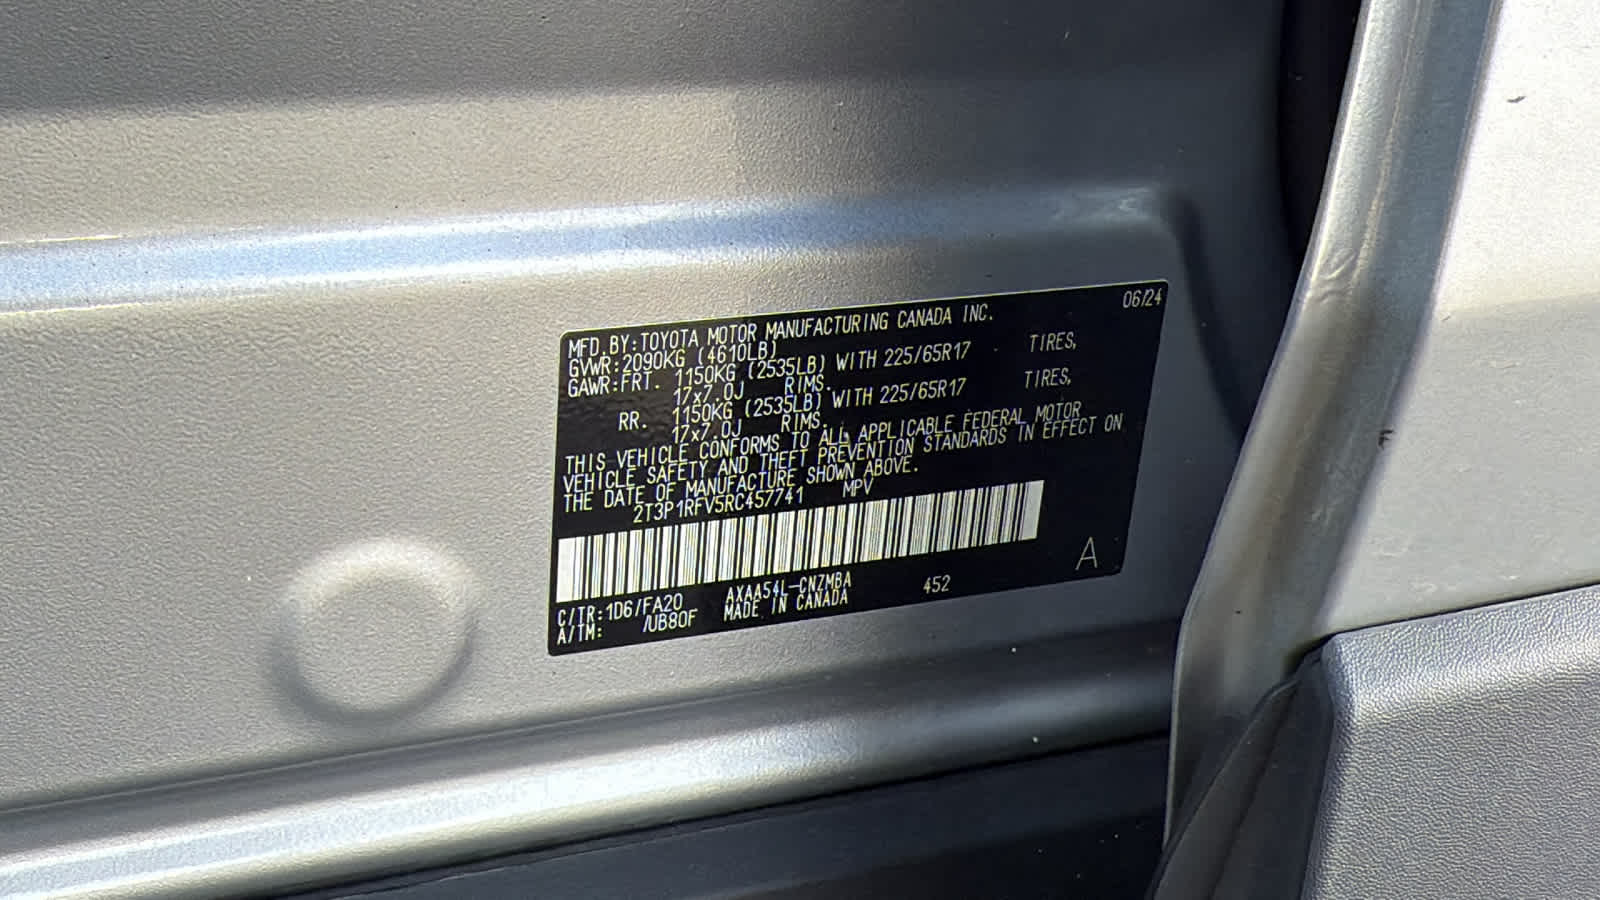 06/24
MFD.BY:TOYOTA MOTOR MANUFACTURING CANADA INC.
GVWR:2090KG (4610LB)
GAWR:FRT. 1150KG (2535LB) WITH 225/65R17 TIRES,
17x7.0J RIMS.
RR. 1150KG (2535LB) WITH 225/65R17 TIRES,
17x7.0J RIMS.
THIS VEHICLE CONFORMS TO ALL APPLICABLE FEDERAL MOTOR
VEHICLE SAFETY AND THEFT PREVENTION STANDARDS IN EFFECT ON
THE DATE OF MANUFACTURE SHOWN ABOVE.
2T3P1RFV5RC457741 MPV
A
C/TR:1D6/FA20 AXAA54L-CNZMBA 452
A/TM: /UB80F MADE IN CANADA